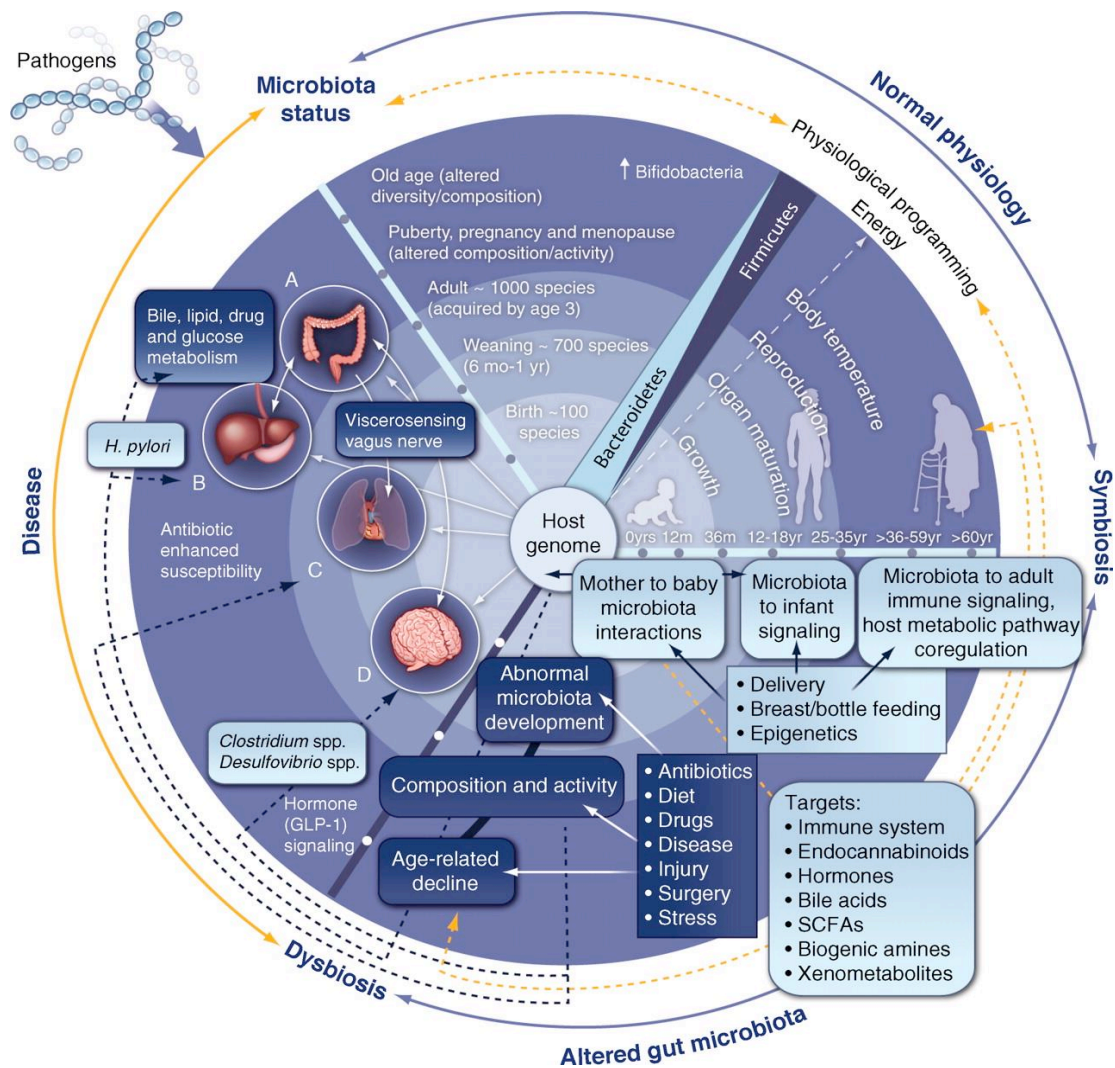 Pathogens
Microbiota
status
Normal physiology
Physiological programming
Energy
Old age (altered
diversity/composition)
↑ Bifidobacteria
Puberty, pregnancy and menopause
(altered composition/activity)
Adult ~ 1000 species
(acquired by age 3)
Weaning ~ 700 species
(6 mo-1 yr)
Birth ~100
species
Firmicutes
Bacteroidetes
Body temperature
Reproduction
Organ maturation
Growth
A
Bile, lipid, drug
and glucose
metabolism
Viscerosensing
vagus nerve
H. pylori
B
Disease
Antibiotic
enhanced
susceptibility
C
D
Host
genome
0yrs 12m 36m 12-18yr 25-35yr >36-59yr >60yr
Symbiosis
Mother to baby
microbiota
interactions
Microbiota
to infant
signaling
Microbiota to adult
immune signaling,
host metabolic pathway
coregulation
• Delivery
• Breast/bottle feeding
• Epigenetics
Abnormal
microbiota
development
Clostridium spp.
Desulfovibrio spp.
Composition and activity
Hormone
(GLP-1)
signaling
Age-related
decline
• Antibiotics
• Diet
• Drugs
• Disease
• Injury
• Surgery
• Stress
Targets:
• Immune system
• Endocannabinoids
• Hormones
• Bile acids
• SCFAs
• Biogenic amines
• Xenometabolites
Dysbiosis
Altered gut microbiota